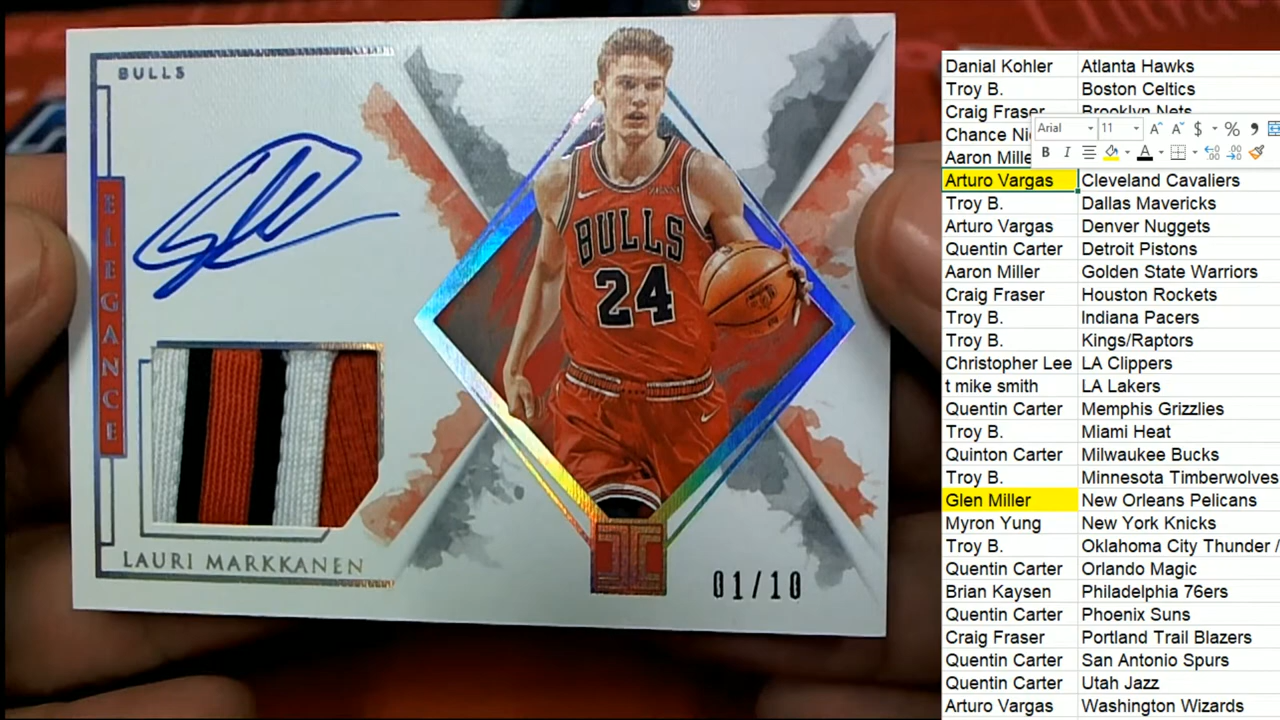 BULLS
ELEGANCE
BULLS
24
LAURI MARKKANEN
01/10
Danial Kohler Atlanta Hawks
Troy B. Boston Celtics
Craig Fraser Brooklyn Nets
Chance
Arial 11 $ %
B I A
Aaron Mille
Arturo Vargas Cleveland Cavaliers
Troy B. Dallas Mavericks
Arturo Vargas Denver Nuggets
Quentin Carter Detroit Pistons
Aaron Miller Golden State Warriors
Craig Fraser Houston Rockets
Troy B. Indiana Pacers
Troy B. Kings/Raptors
Christopher Lee LA Clippers
t mike smith LA Lakers
Quentin Carter Memphis Grizzlies
Troy B. Miami Heat
Quinton Carter Milwaukee Bucks
Troy B. Minnesota Timberwolves
Glen Miller New Orleans Pelicans
Myron Yung New York Knicks
Troy B. Oklahoma City Thunder /
Quentin Carter Orlando Magic
Brian Kaysen Philadelphia 76ers
Quentin Carter Phoenix Suns
Craig Fraser Portland Trail Blazers
Quentin Carter San Antonio Spurs
Quentin Carter Utah Jazz
Arturo Vargas Washington Wizards